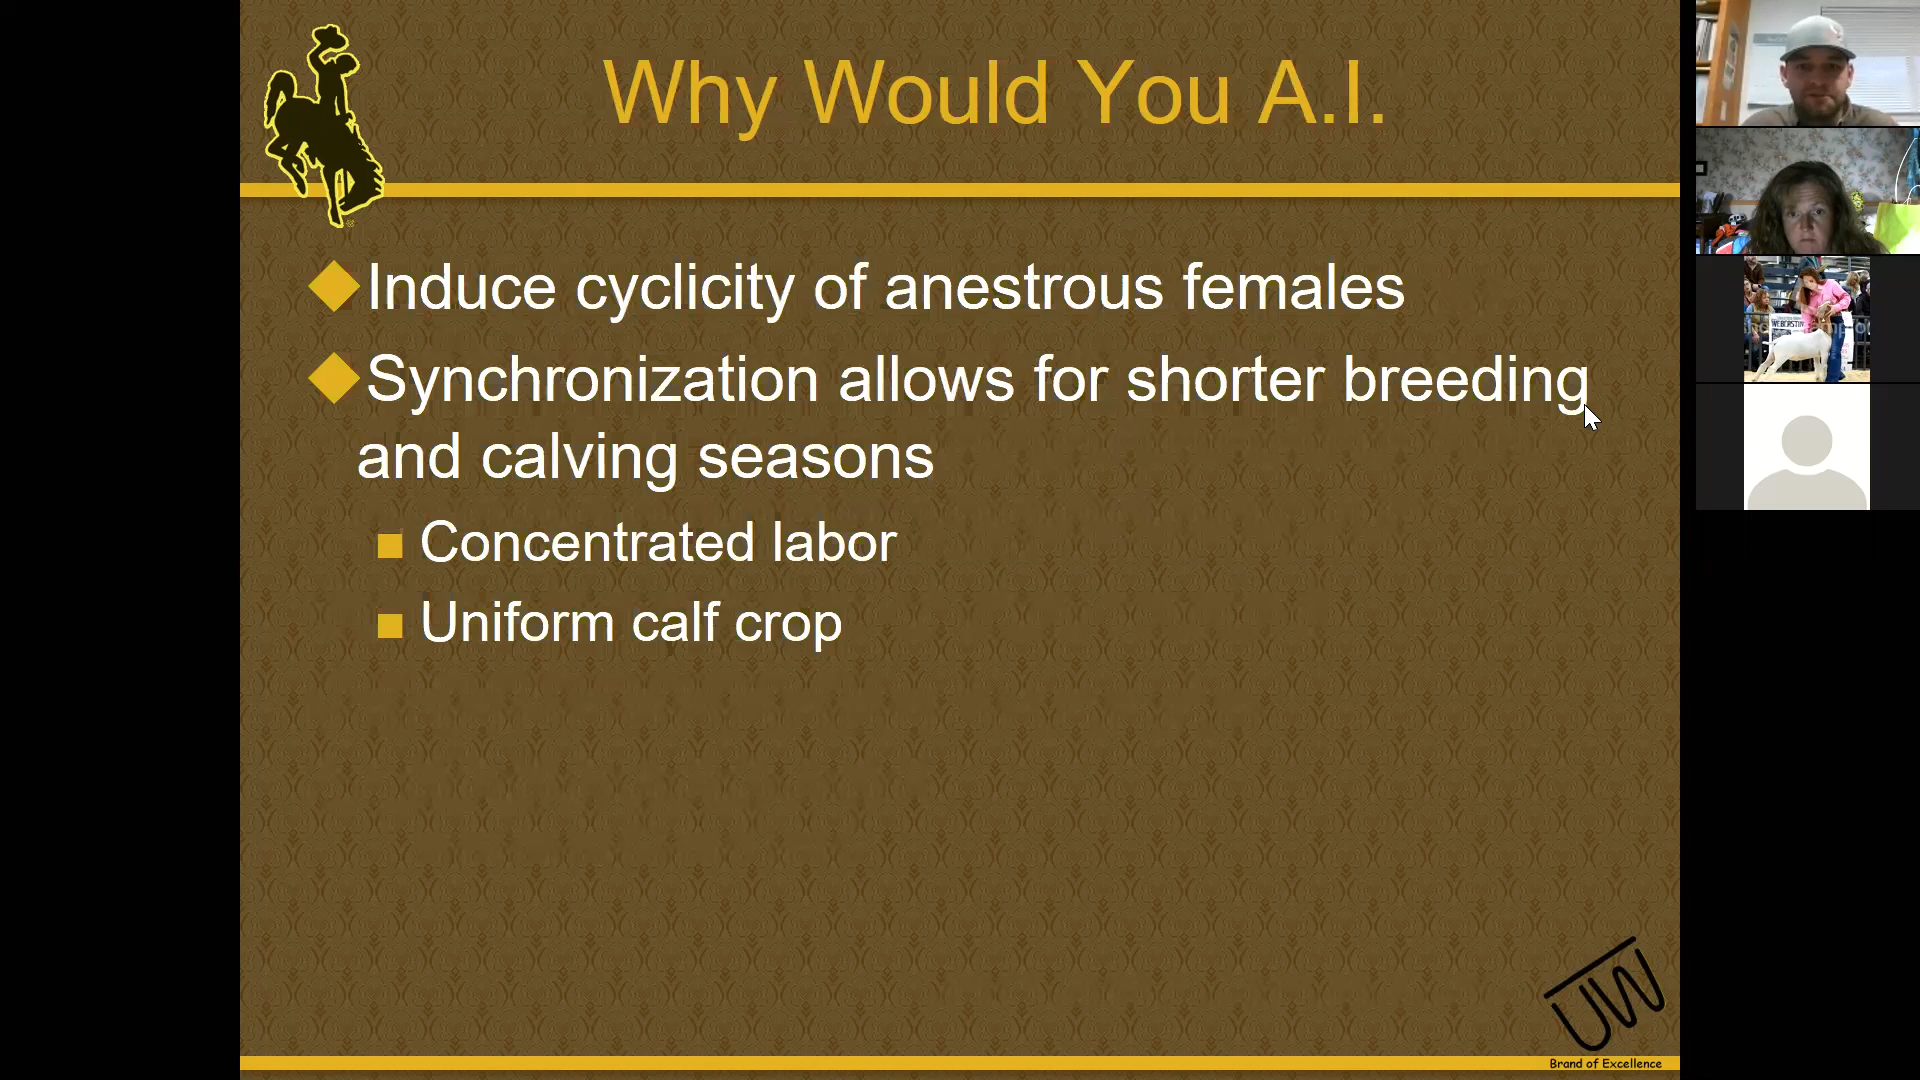 Why Would You A.I.
Induce cyclicity of anestrous females
Synchronization allows for shorter breeding
and calving seasons
Concentrated labor
Uniform calf crop
UW
Brand of Excellence